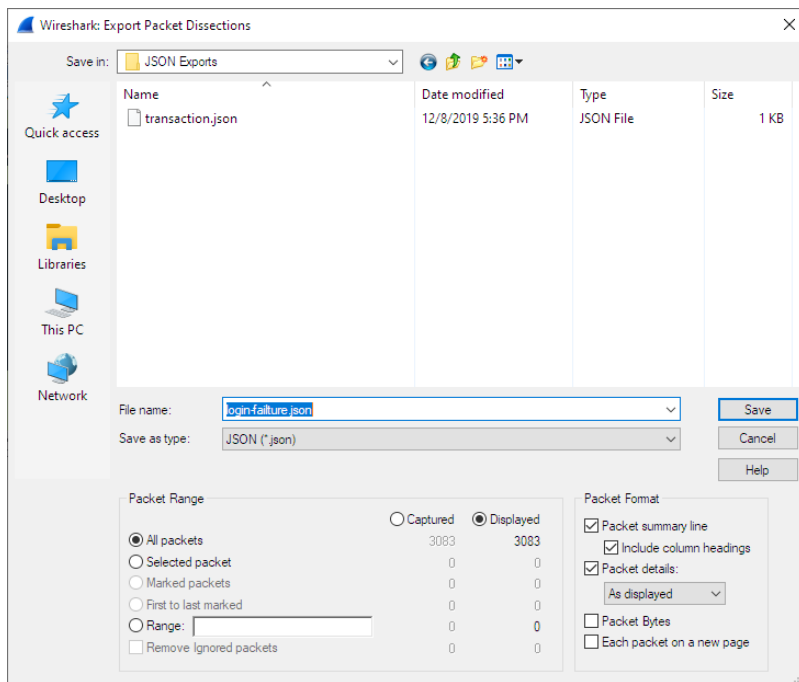 Wireshark: Export Packet Dissections
Save in: JSON Exports
Name Date modified Type Size
transaction.json 12/8/2019 5:36 PM JSON File 1 KB
Quick access
Desktop
Libraries
This PC
Network
File name: login-failture.json Save
Save as type: JSON (*.json) Cancel
Help
Packet Range
Captured Displayed
All packets 3083 3083
Selected packet 0 0
Marked packets 0 0
First to last marked 0 0
Range: 0 0
Remove Ignored packets 0 0
Packet Format
Packet summary line
Include column headings
Packet details:
As displayed
Packet Bytes
Each packet on a new page